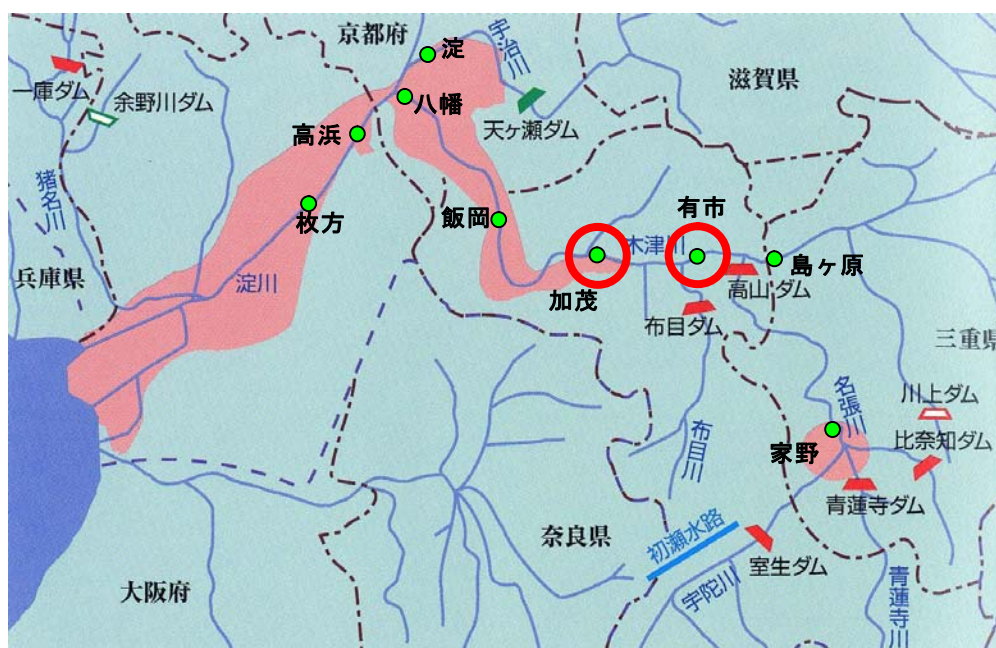 京都府
淀
宇治川
滋賀県
一庫ダム
余野川ダム
八幡
天ヶ瀬ダム
高浜
猪名川
枚方
飯岡
有市
木津川
兵庫県
淀川
加茂
島ヶ原
高山ダム
布目ダム
三重県
名張川
川上ダム
布目川
家野
比奈知ダム
青蓮寺ダム
奈良県
初瀬水路
室生ダム
大阪府
宇陀川
青蓮寺川